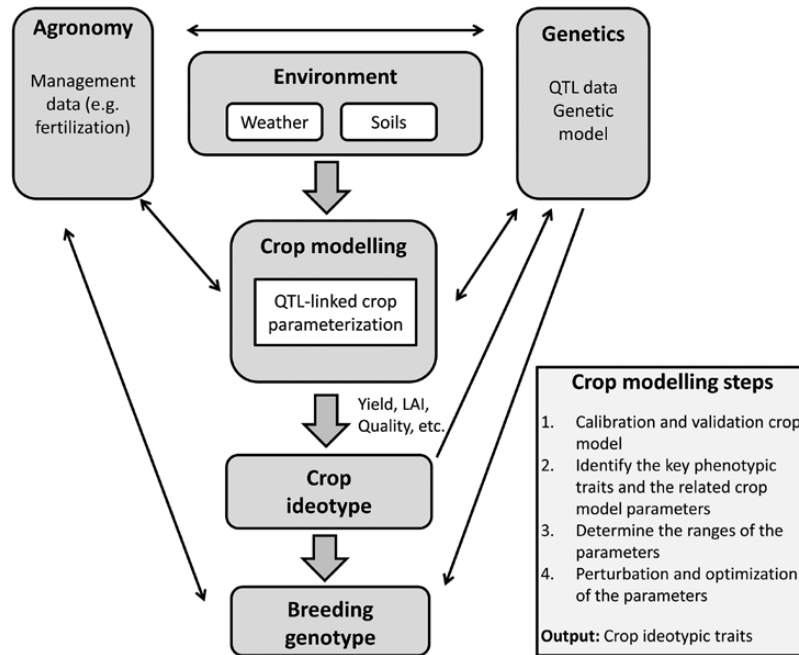 Agronomy
Management
data (e.g.
fertilization)
Environment
Weather
Soils
Genetics
QTL data
Genetic
model
Crop modelling
QTL-linked crop
parameterization
Yield, LAI,
Quality, etc.
Crop
ideotype
Breeding
genotype
Crop modelling steps
1. Calibration and validation crop
model
2. Identify the key phenotypic
traits and the related crop
model parameters
3. Determine the ranges of the
parameters
4. Perturbation and optimization
of the parameters
Output: Crop ideotypic traits